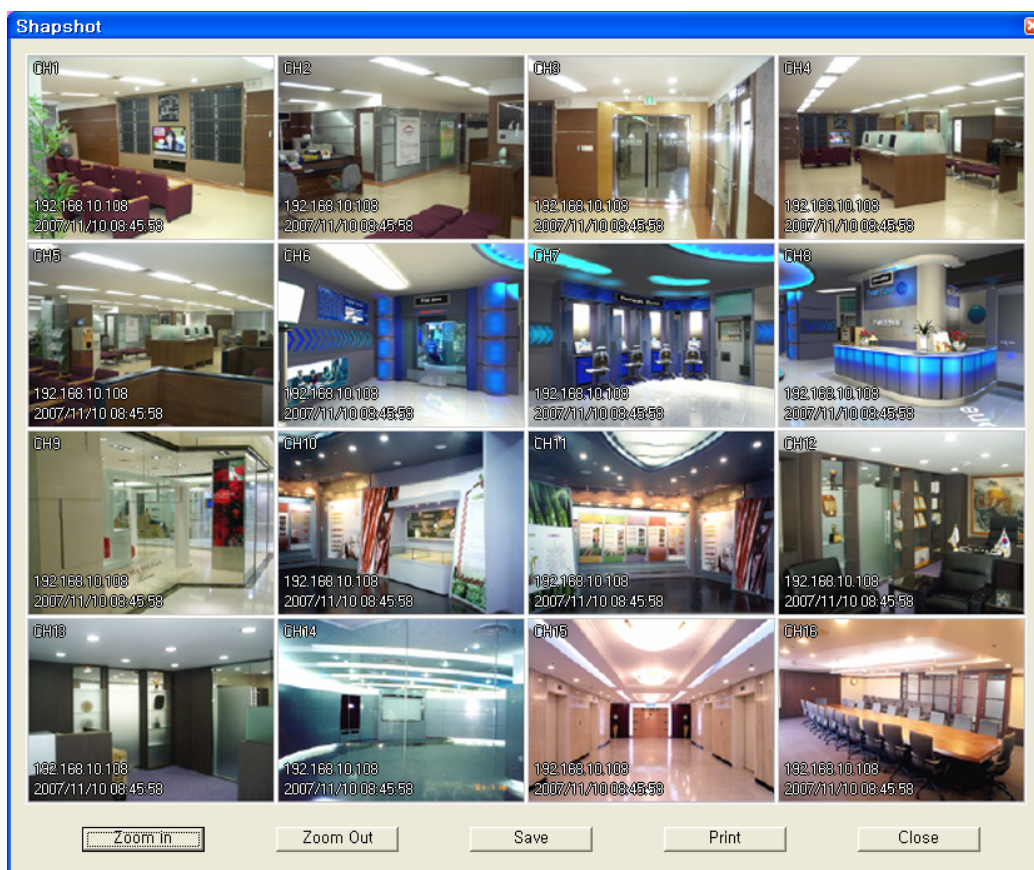 Shapshot
CH1
192.168.10.108
2007/11/10 08:45:58
CH2
192.168.10.108
2007/11/10 08:45:58
CH3
192.168.10.108
2007/11/10 08:45:58
CH4
192.168.10.108
2007/11/10 08:45:58
CH5
192.168.10.108
2007/11/10 08:45:58
CH6
192.168.10.108
2007/11/10 08:45:58
CH7
192.168.10.108
2007/11/10 08:45:58
CH8
192.168.10.108
2007/11/10 08:45:58
CH9
192.168.10.108
2007/11/10 08:45:58
CH10
192.168.10.108
2007/11/10 08:45:58
CH11
192.168.10.108
2007/11/10 08:45:58
CH12
192.168.10.108
2007/11/10 08:45:58
CH13
192.168.10.108
2007/11/10 08:45:58
CH14
192.168.10.108
2007/11/10 08:45:58
CH15
192.168.10.108
2007/11/10 08:45:58
CH16
192.168.10.108
2007/11/10 08:45:58
Zoom In
Zoom Out
Save
Print
Close